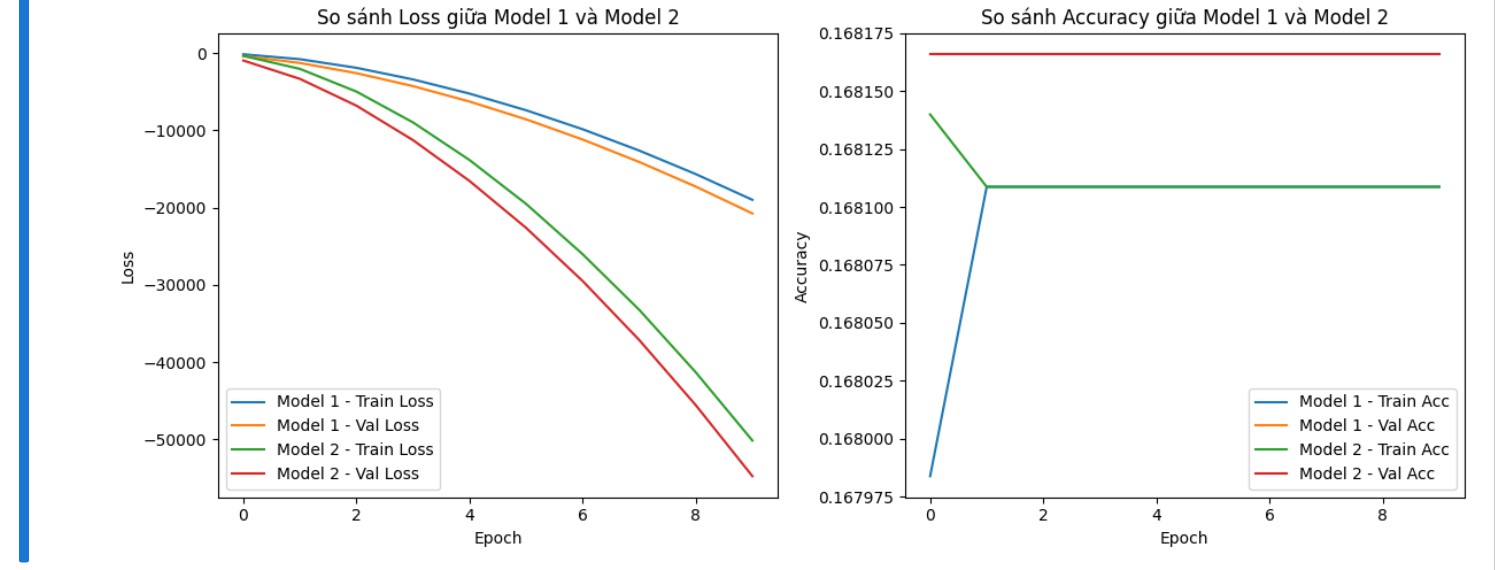 So sánh Loss giữa Model 1 và Model 2
0
−10000
−20000
−30000
−40000
−50000
Loss
Model 1 - Train Loss
Model 1 - Val Loss
Model 2 - Train Loss
Model 2 - Val Loss
0
2
4
6
8
Epoch
So sánh Accuracy giữa Model 1 và Model 2
0.168175
0.168150
0.168125
0.168100
0.168075
0.168050
0.168025
0.168000
0.167975
Accuracy
Model 1 - Train Acc
Model 1 - Val Acc
Model 2 - Train Acc
Model 2 - Val Acc
0
2
4
6
8
Epoch